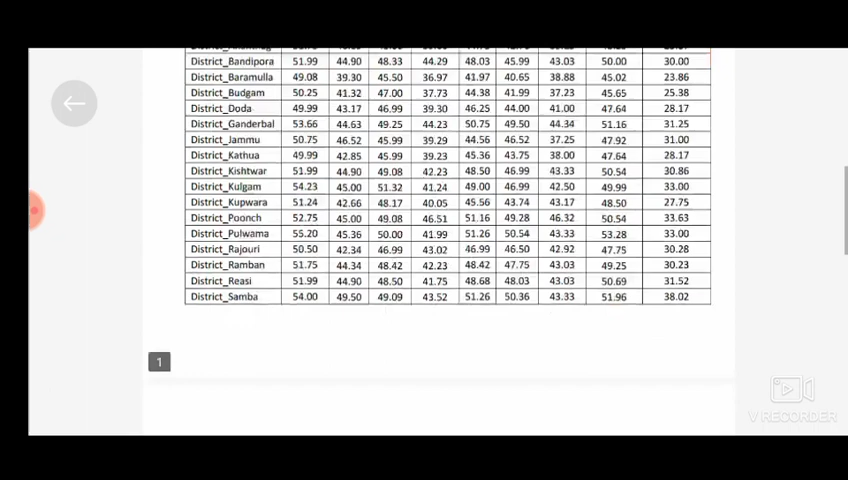 District_Bandipora 51.99 44.90 48.33 44.29 48.03 45.99 43.03 50.00 30.00
District_Baramulla 49.08 39.30 45.50 36.97 41.97 40.65 38.88 45.02 23.86
District_Budgam 50.25 41.32 47.00 37.73 44.38 41.99 37.23 45.65 25.38
District_Doda 49.99 43.17 46.99 39.30 46.25 44.00 41.00 47.64 28.17
District_Ganderbal 53.66 44.63 49.25 44.23 50.75 49.50 44.34 51.16 31.25
District_Jammu 50.75 46.52 45.99 39.29 44.56 46.52 37.25 47.92 31.00
District_Kathua 49.99 42.85 45.99 39.23 45.36 43.75 38.00 47.64 28.17
District_Kishtwar 51.99 44.90 49.08 42.23 48.50 46.99 43.33 50.54 30.86
District_Kulgam 54.23 45.00 51.32 41.24 49.00 46.99 42.50 49.99 33.00
District_Kupwara 51.24 42.66 48.17 40.05 45.56 43.74 43.17 48.50 27.75
District_Poonch 52.75 45.00 49.08 46.51 51.16 49.28 46.32 50.54 33.63
District_Pulwama 55.20 45.36 50.00 41.99 51.26 50.54 43.33 53.28 33.00
District_Rajouri 50.50 42.34 46.99 43.02 46.99 46.50 42.92 47.75 30.28
District_Ramban 51.75 44.34 48.42 42.23 48.42 47.75 43.03 49.25 30.23
District_Reasi 51.99 44.90 48.50 41.75 48.68 48.03 43.03 50.69 31.52
District_Samba 54.00 49.50 49.09 43.52 51.26 50.36 43.33 51.96 38.02
1
V RECORDER